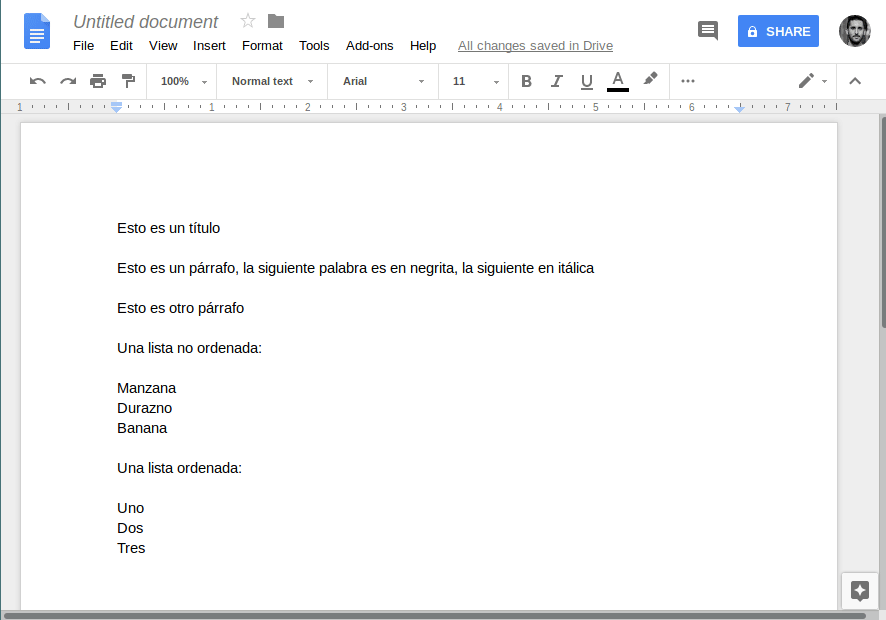 Untitled document
File Edit View Insert Format Tools Add-ons Help All changes saved in Drive
SHARE
100% Normal text Arial 11 B I U A
1 1 2 3 4 5 6 7
Esto es un título
Esto es un párrafo, la siguiente palabra es en negrita, la siguiente en itálica
Esto es otro párrafo
Una lista no ordenada:
Manzana
Durazno
Banana
Una lista ordenada:
Uno
Dos
Tres